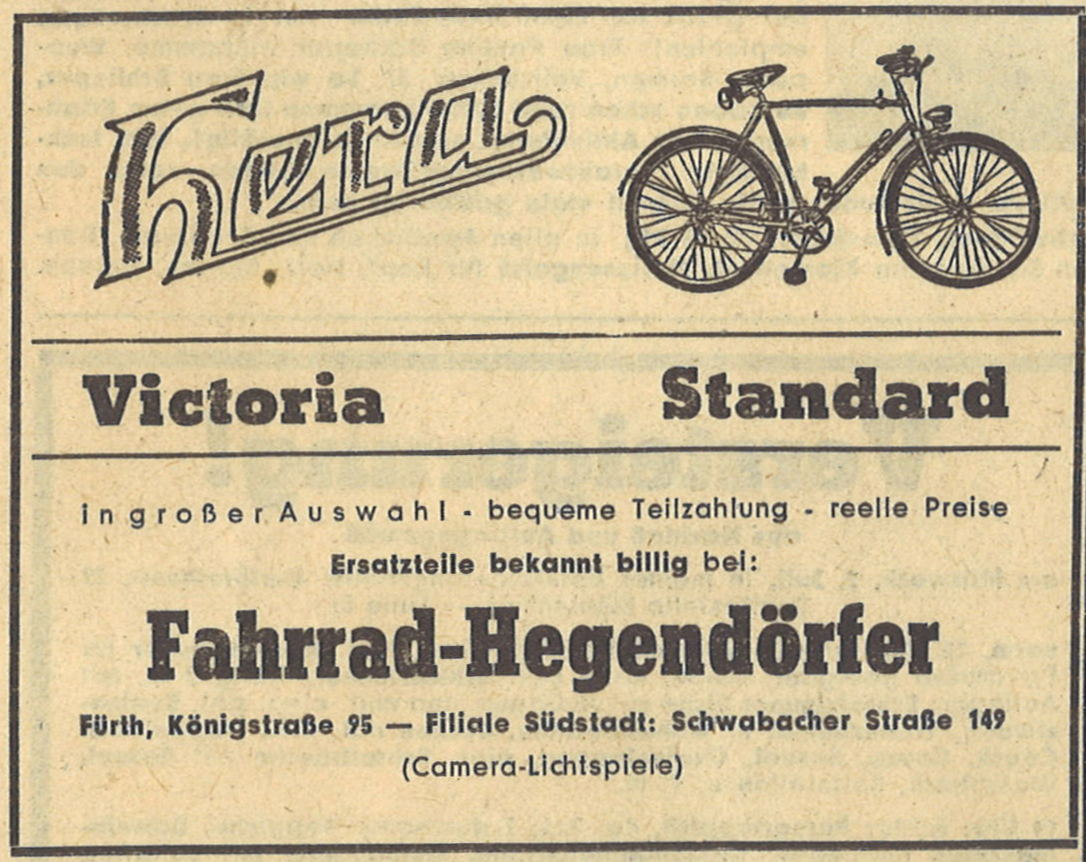 Hera
Victoria Standard
in großer Auswahl - bequeme Teilzahlung - reelle Preise
Ersatzteile bekannt billig bei:
Fahrrad-Hegendörfer
Fürth, Königstraße 95 — Filiale Südstadt: Schwabacher Straße 149
(Camera-Lichtspiele)